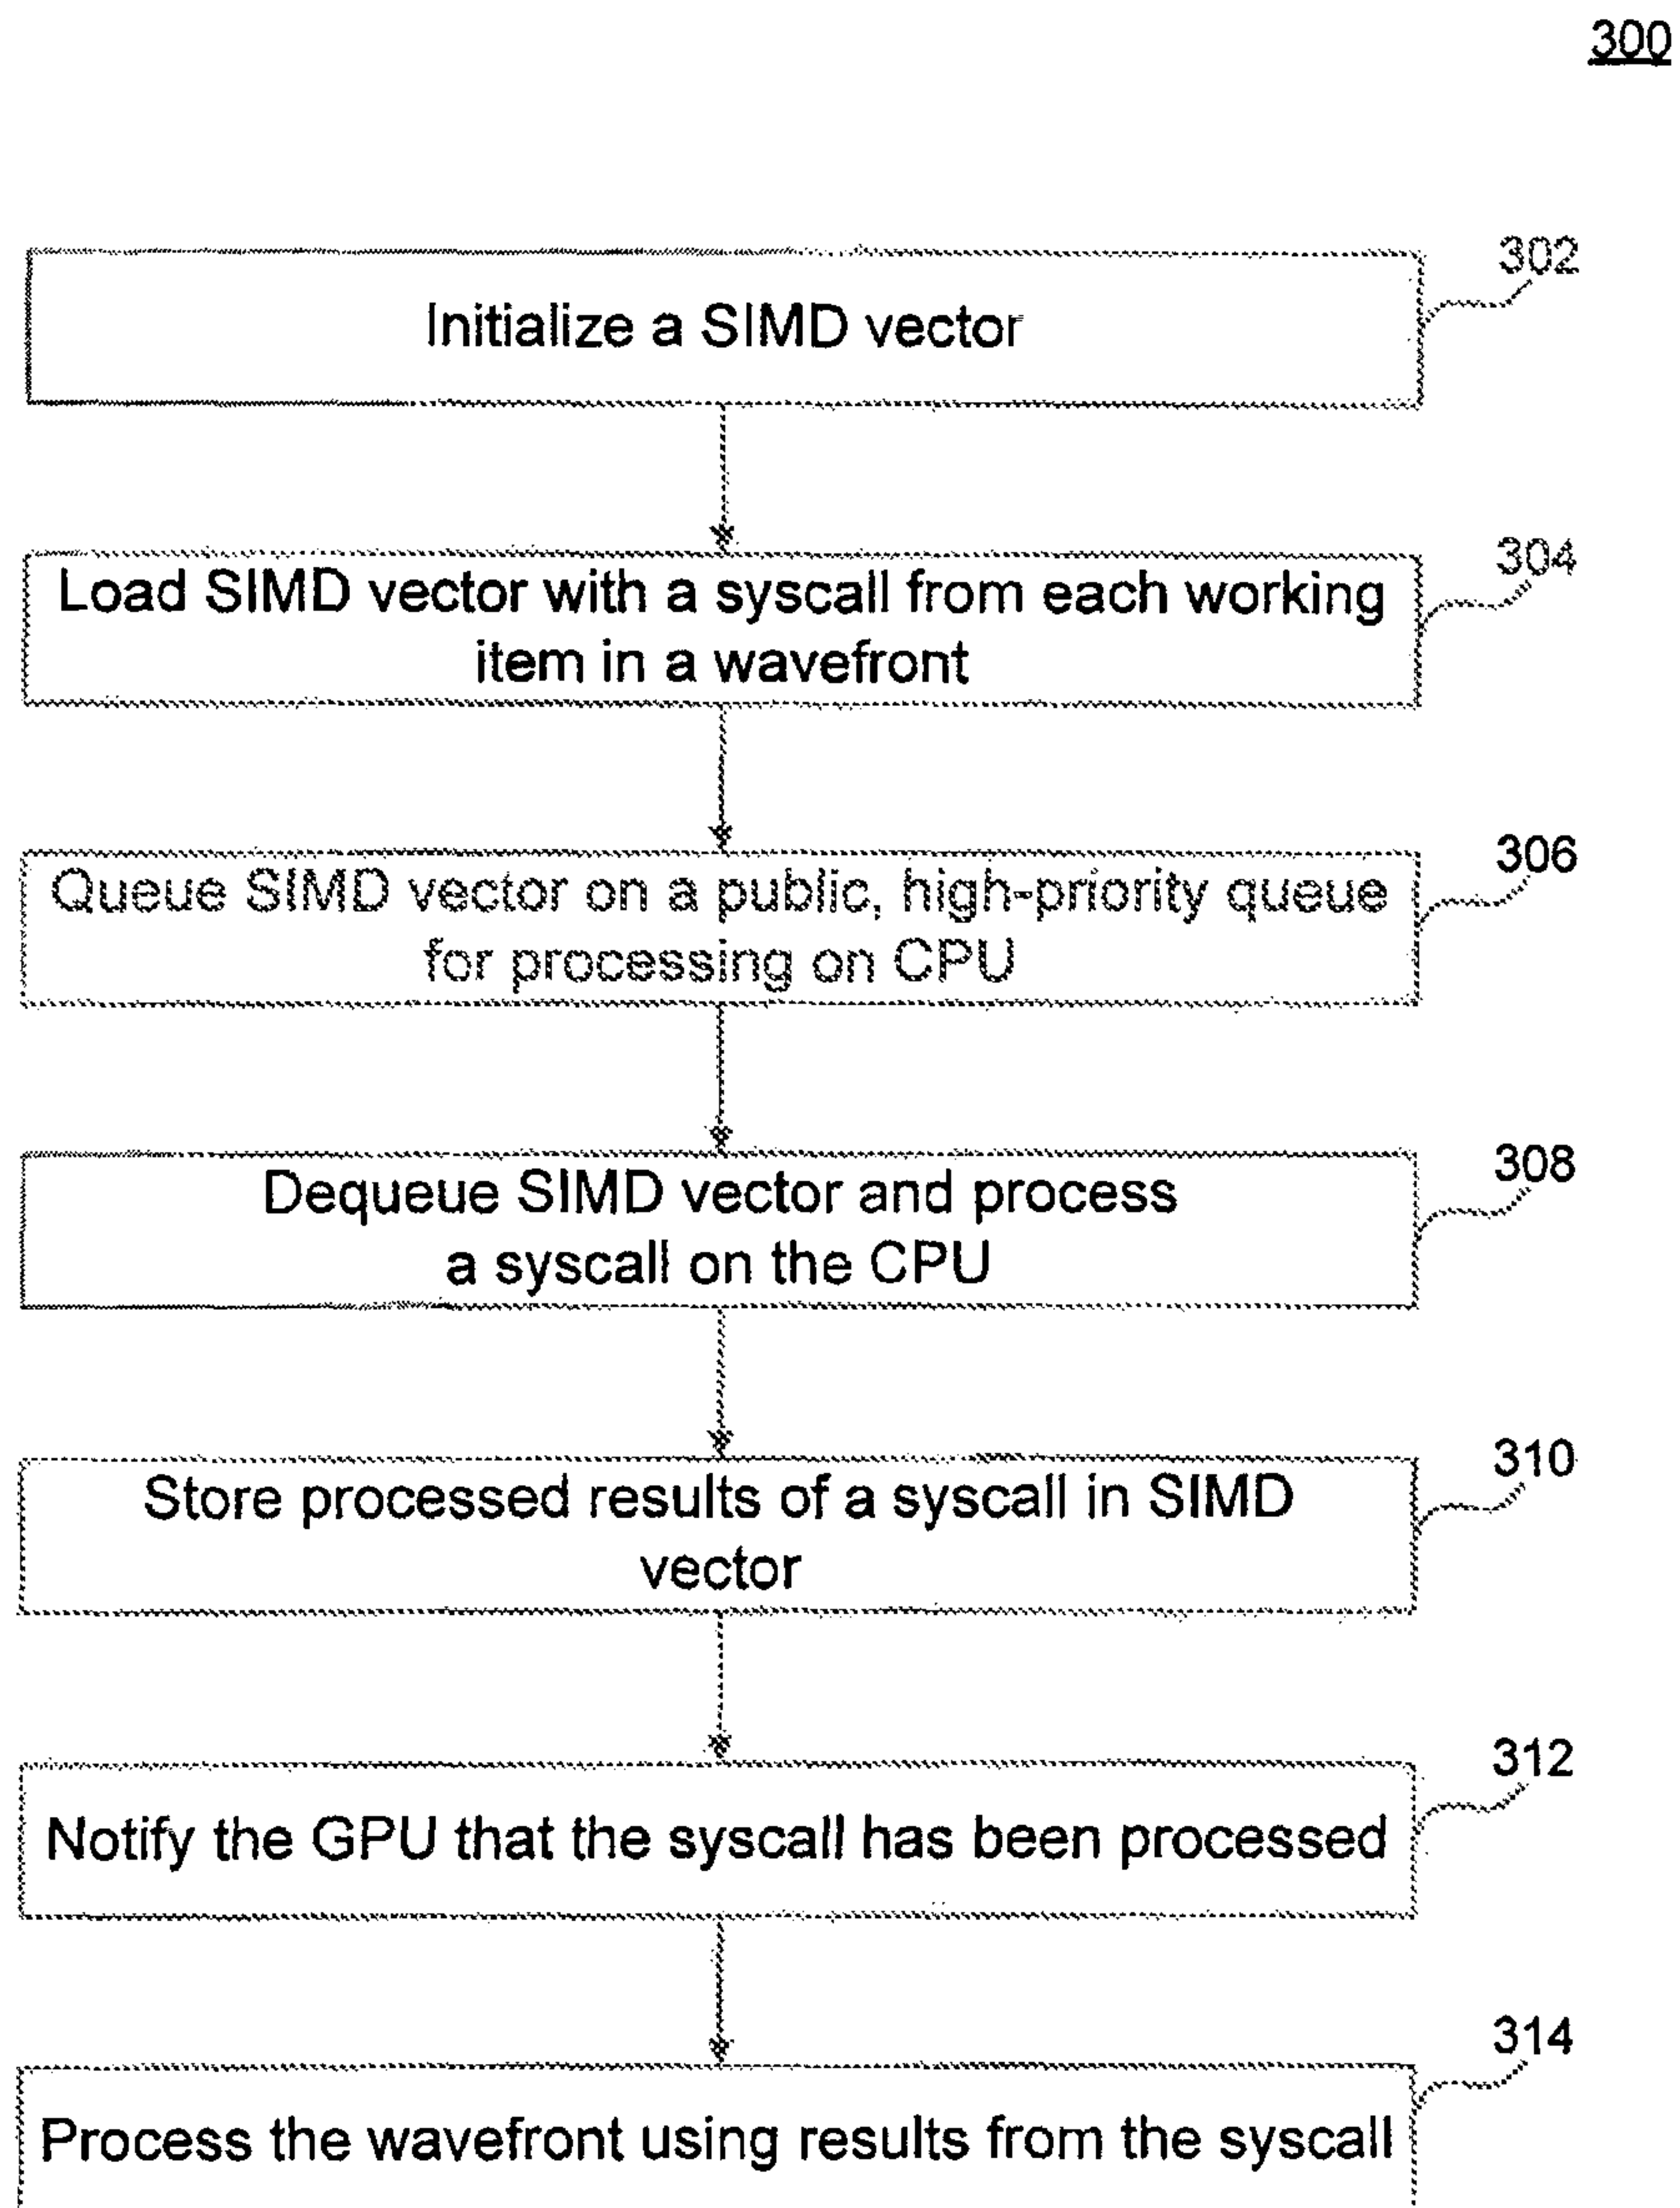 300
302
Initialize a SIMD vector
304
Load SIMD vector with a syscall from each working
item in a wavefront
306
Queue SIMD vector on a public, high-priority queue
for processing on CPU
308
Dequeue SIMD vector and process
a syscall on the CPU
310
Store processed results of a syscall in SIMD
vector
312
Notify the GPU that the syscall has been processed
314
Process the wavefront using results from the syscall